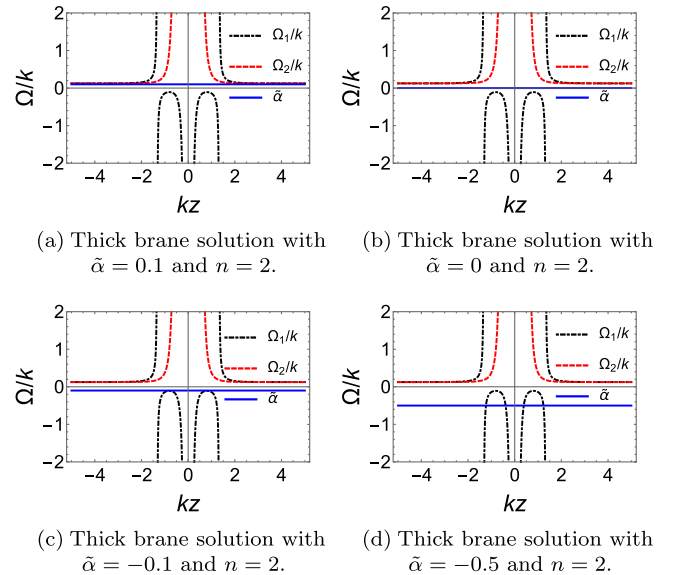 2
1
0
−1
−2
Ω/k
Ω₁/k
Ω₂/k
α̃
−4 −2 0 2 4
kz
(a) Thick brane solution with
α̃ = 0.1 and n = 2.
2
1
0
−1
−2
Ω/k
Ω₁/k
Ω₂/k
α̃
−4 −2 0 2 4
kz
(b) Thick brane solution with
α̃ = 0 and n = 2.
2
1
0
−1
−2
Ω/k
Ω₁/k
Ω₂/k
α̃
−4 −2 0 2 4
kz
(c) Thick brane solution with
α̃ = −0.1 and n = 2.
2
1
0
−1
−2
Ω/k
Ω₁/k
Ω₂/k
α̃
−4 −2 0 2 4
kz
(d) Thick brane solution with
α̃ = −0.5 and n = 2.